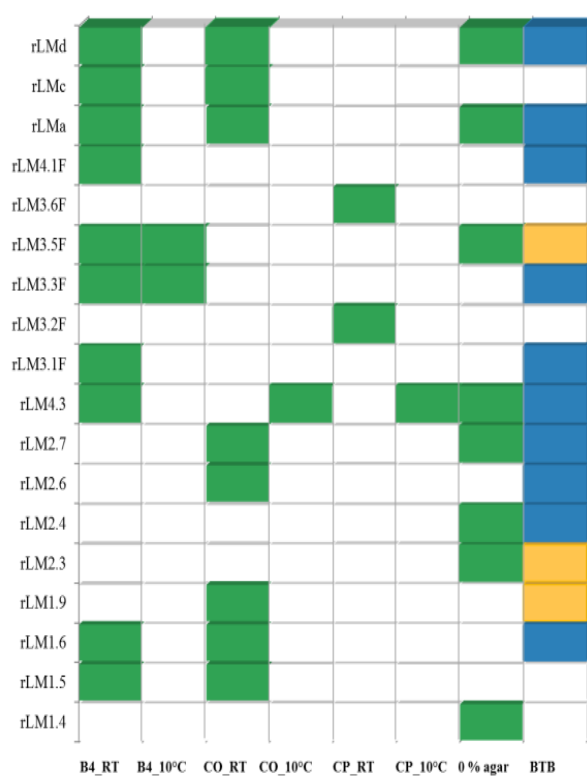 rLMd
rLMc
rLMa
rLM4.1F
rLM3.6F
rLM3.5F
rLM3.3F
rLM3.2F
rLM3.1F
rLM4.3
rLM2.7
rLM2.6
rLM2.4
rLM2.3
rLM1.9
rLM1.6
rLM1.5
rLM1.4
B4_RT B4_10°C CO_RT CO_10°C CP_RT CP_10°C 0 % agar BTB